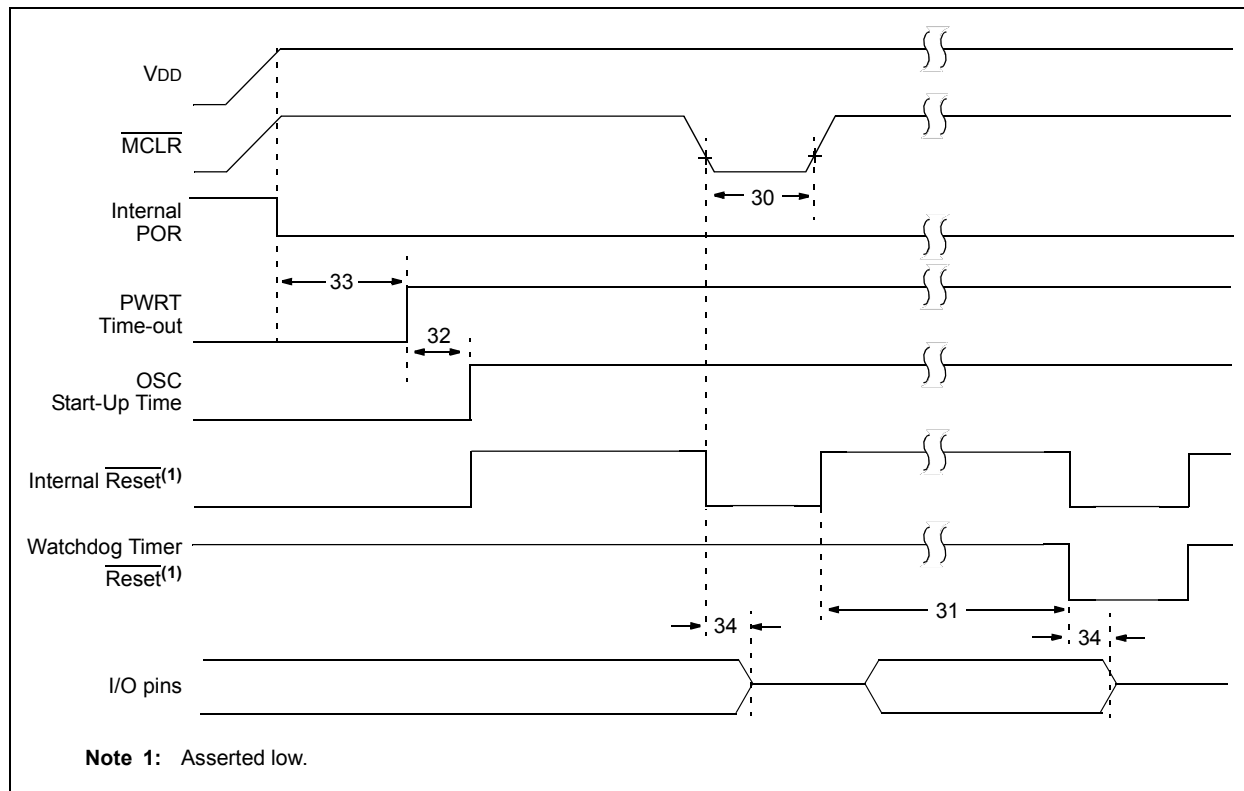 VDD
MCLR
30
Internal
POR
33
PWRT
Time-out
32
OSC
Start-Up Time
Internal Reset(1)
Watchdog Timer
Reset(1)
31
34
34
I/O pins
Note 1: Asserted low.